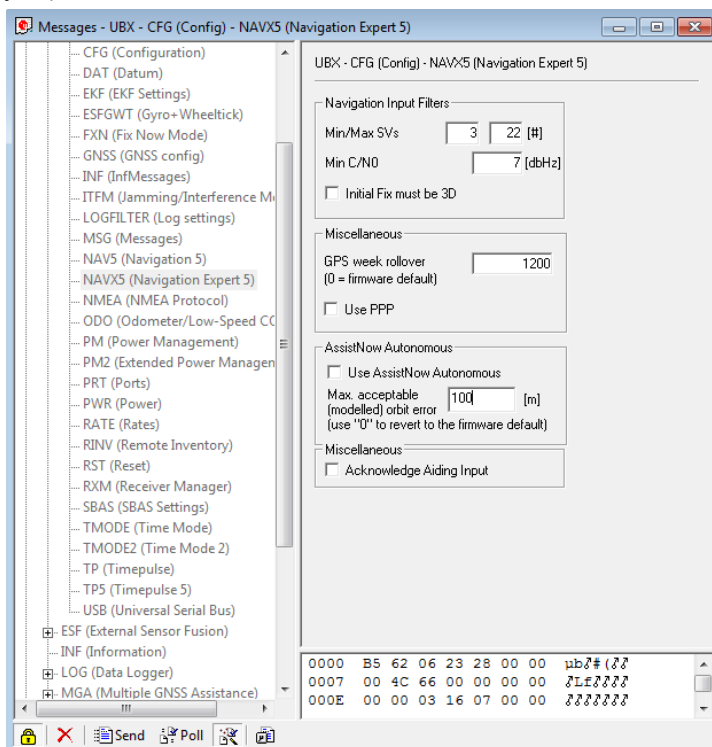 Messages - UBX - CFG (Config) - NAVX5 (Navigation Expert 5)
CFG (Configuration)
DAT (Datum)
EKF (EKF Settings)
ESFGWT (Gyro+Wheeltick)
FXN (Fix Now Mode)
GNSS (GNSS config)
INF (InfMessages)
ITFM (Jamming/Interference Mo
LOGFILTER (Log settings)
MSG (Messages)
NAV5 (Navigation 5)
NAVX5 (Navigation Expert 5)
NMEA (NMEA Protocol)
ODO (Odometer/Low-Speed CO
PM (Power Management)
PM2 (Extended Power Managen
PRT (Ports)
PWR (Power)
RATE (Rates)
RINV (Remote Inventory)
RST (Reset)
RXM (Receiver Manager)
SBAS (SBAS Settings)
TMODE (Time Mode)
TMODE2 (Time Mode 2)
TP (Timepulse)
TP5 (Timepulse 5)
USB (Universal Serial Bus)
ESF (External Sensor Fusion)
INF (Information)
LOG (Data Logger)
MGA (Multiple GNSS Assistance)
UBX - CFG (Config) - NAVX5 (Navigation Expert 5)
Navigation Input Filters
Min/Max SVs 3 22 [#]
Min C/N0 7 [dbHz]
Initial Fix must be 3D
Miscellaneous
GPS week rollover 1200
(0 = firmware default)
Use PPP
AssistNow Autonomous
Use AssistNow Autonomous
Max. acceptable 100 [m]
(modelled) orbit error
(use "0" to revert to the firmware default)
Miscellaneous
Acknowledge Aiding Input
0000 B5 62 06 23 28 00 00
0007 00 4C 66 00 00 00 00
000E 00 00 03 16 07 00 00
Send Poll